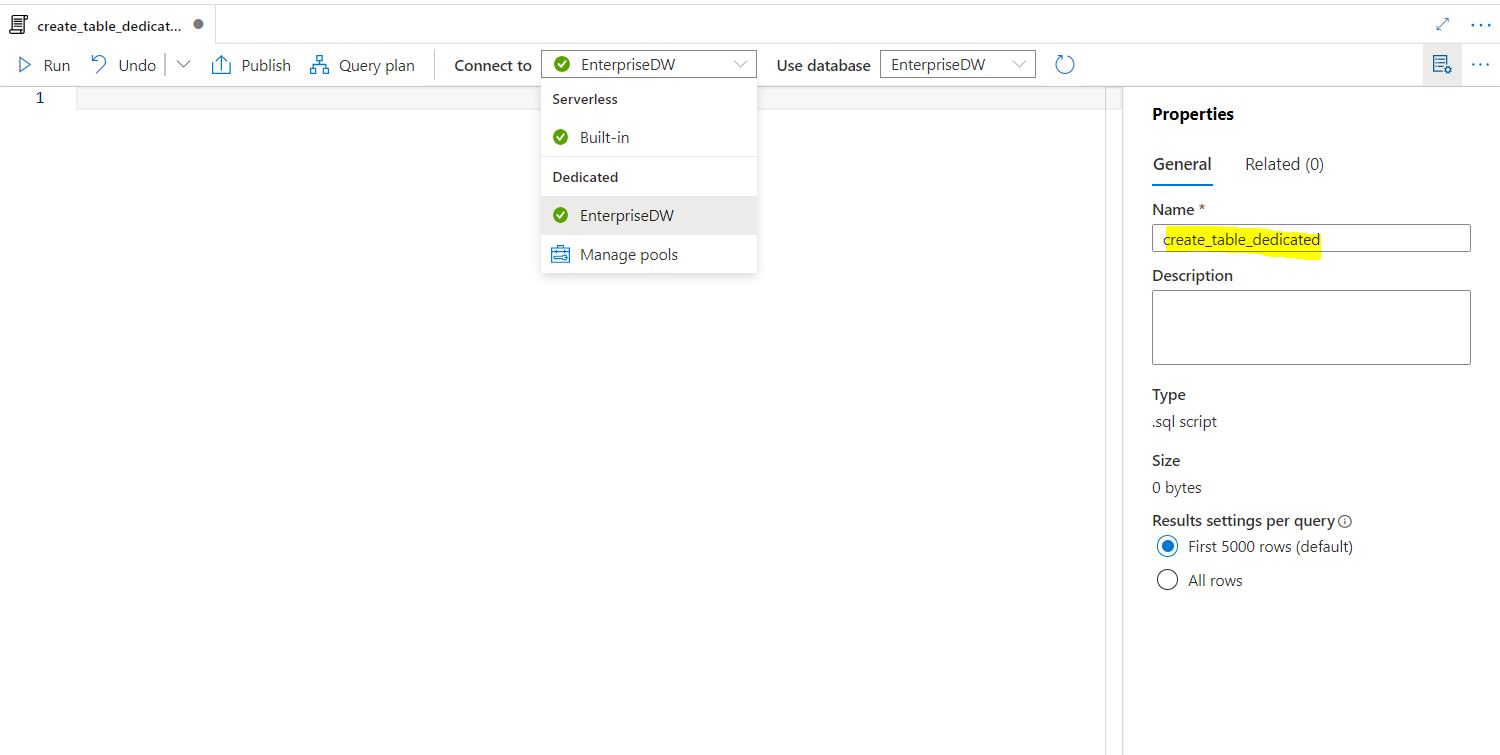 create_table_dedicat...
Run Undo Publish Query plan Connect to EnterpriseDW Use database EnterpriseDW
1
Serverless
Built-in
Dedicated
EnterpriseDW
Manage pools
Properties
General Related (0)
Name *
create_table_dedicated
Description
Type
.sql script
Size
0 bytes
Results settings per query
First 5000 rows (default)
All rows